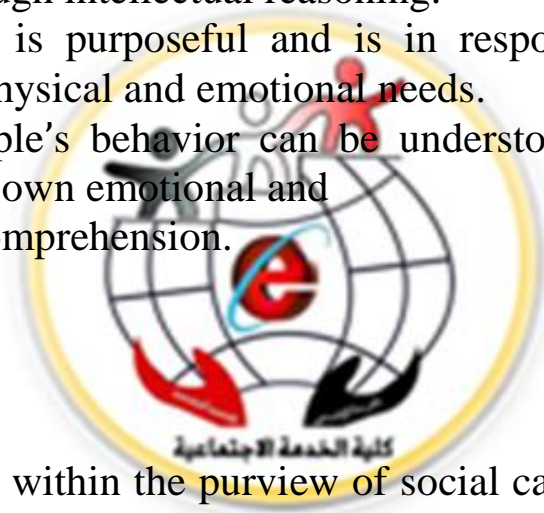 ugh intellectual reasoning.
is purposeful and is in respo
hysical and emotional needs.
ple's behavior can be understo
own emotional and
omprehension.
e
كلية الخدمة الاجتماعية
within the purview of social ca